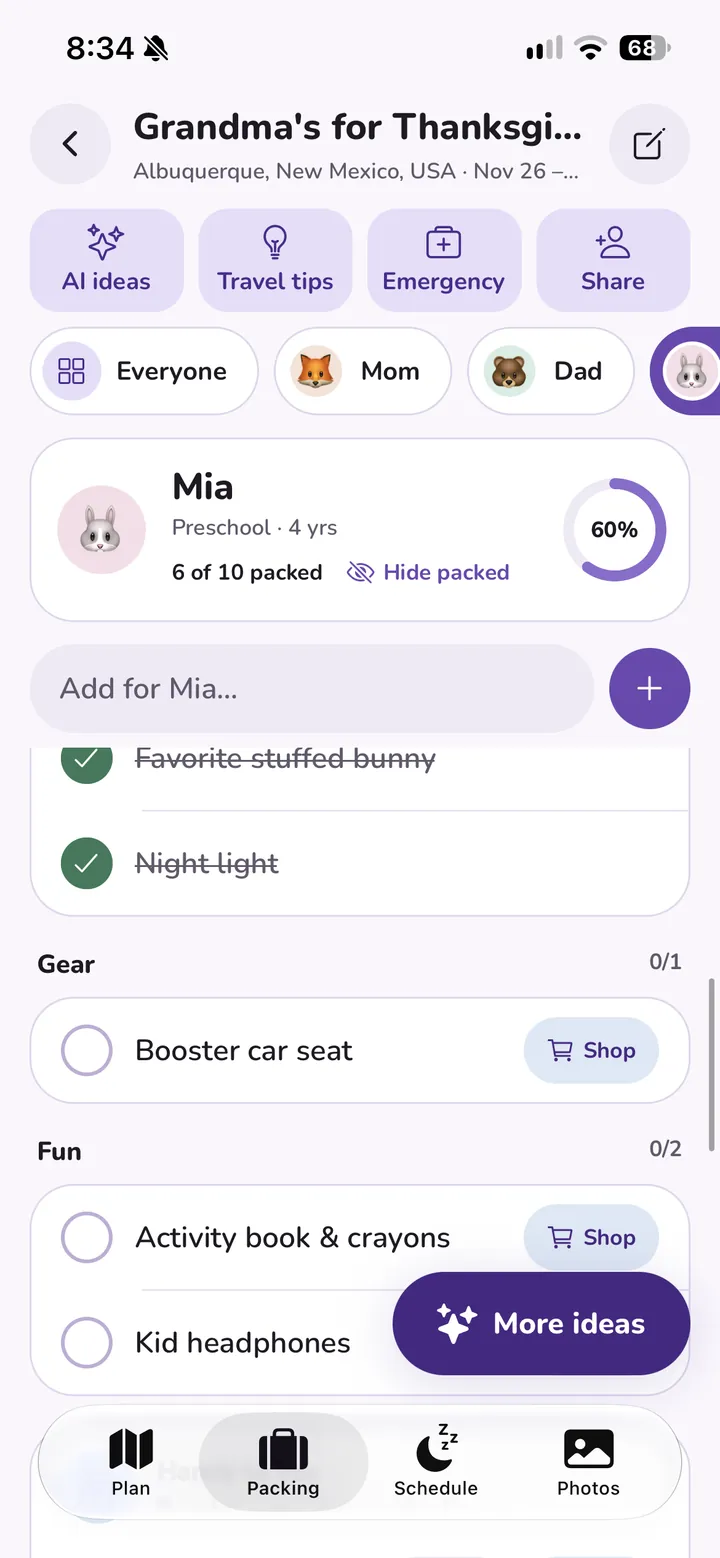 8:34
68
Grandma's for Thanksgi...
Albuquerque, New Mexico, USA · Nov 26 –...
AI ideas
Travel tips
Emergency
Share
Everyone
Mom
Dad
Mia
Preschool · 4 yrs
6 of 10 packed
Hide packed
60%
Add for Mia...
Favorite stuffed bunny
Night light
Gear
0/1
Booster car seat
Shop
Fun
0/2
Activity book & crayons
Shop
Kid headphones
More ideas
Plan
Packing
Schedule
Photos